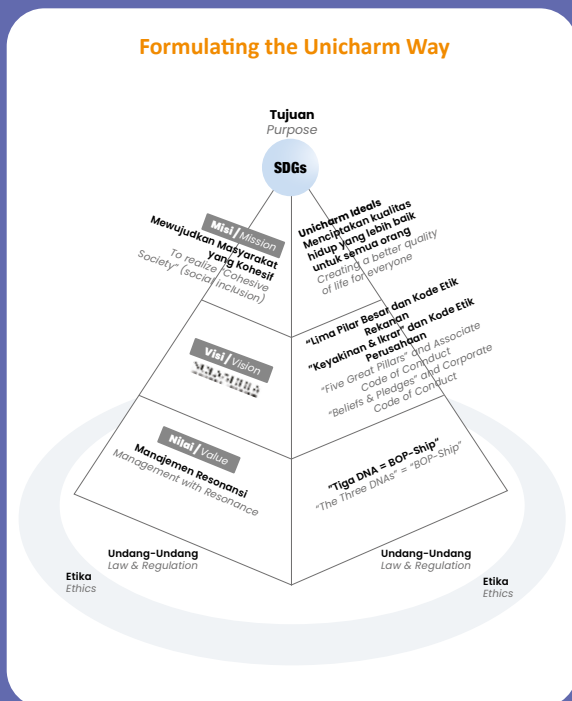 Formulating the Unicharm Way
Tujuan
Purpose
SDGs
Misi / Mission
Mewujudkan Masyarakat
yang Kohesif
To realize "Cohesive
Society" (social inclusion)
Unicharm Ideals
Menciptakan kualitas
hidup yang lebih baik
untuk semua orang
Creating a better quality
of life for everyone
Visi / Vision
"Lima Pilar Besar dan Kode Etik
Rekanan
"Keyakinan & Ikrar" dan Kode Etik
Perusahaan
"Five Great Pillars" and Associate
Code of Comnduct
"Beliefs & Pledges" and Corporate
Code of Conduct
Nilai / Value
Manajemen Resonansi
Management with Resonance
"Tiga DNA = BOP-Ship"
"The Three DNAs" = "BOP-Ship"
Undang-Undang
Law & Regulation
Undang-Undang
Law & Regulation
Etika
Ethics
Etika
Ethics